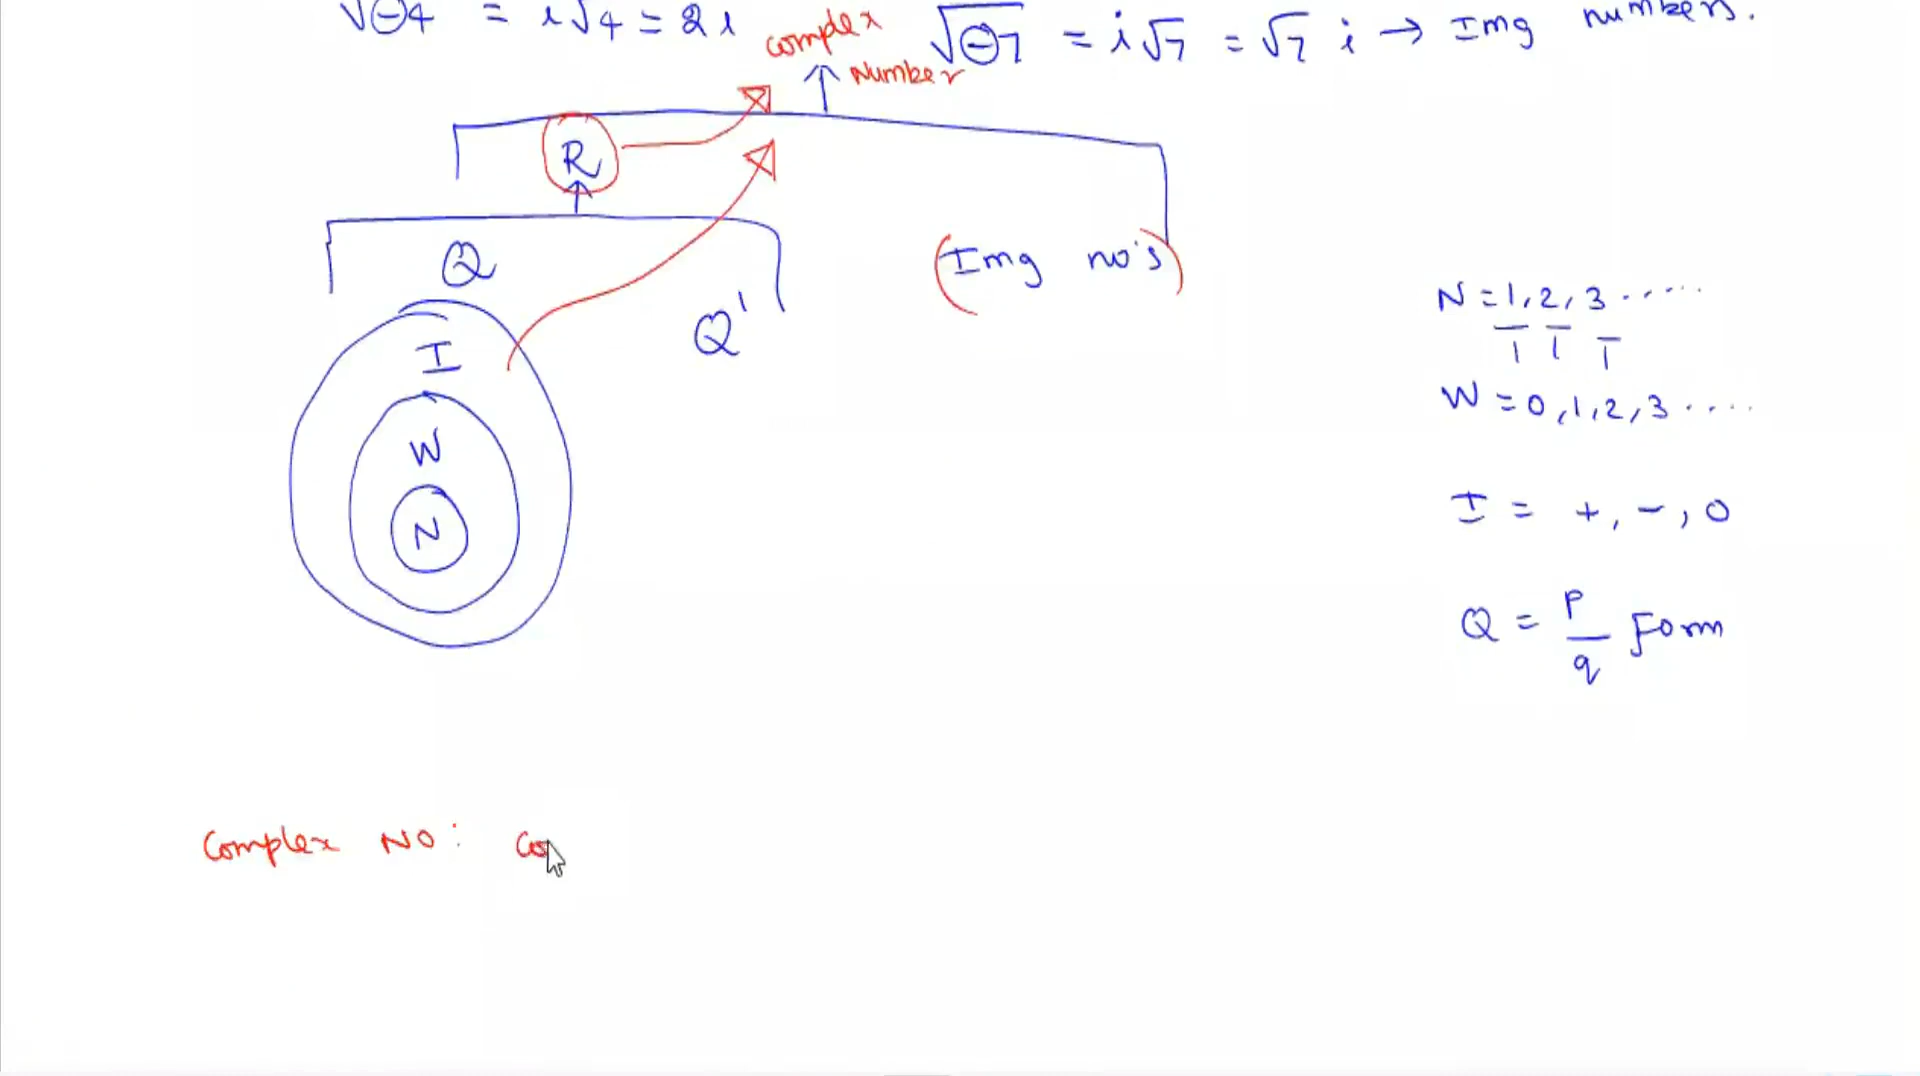 √-4 = i√4 = 2i
complex
Number
√-7 = i√7 = √7 i → Img numbers.
R
Q
Q'
(Img no's)
I
W
N
N = 1, 2, 3 ......
W = 0, 1, 2, 3 ....
I = +, -, 0
Q = p/q Form
Complex NO: Co